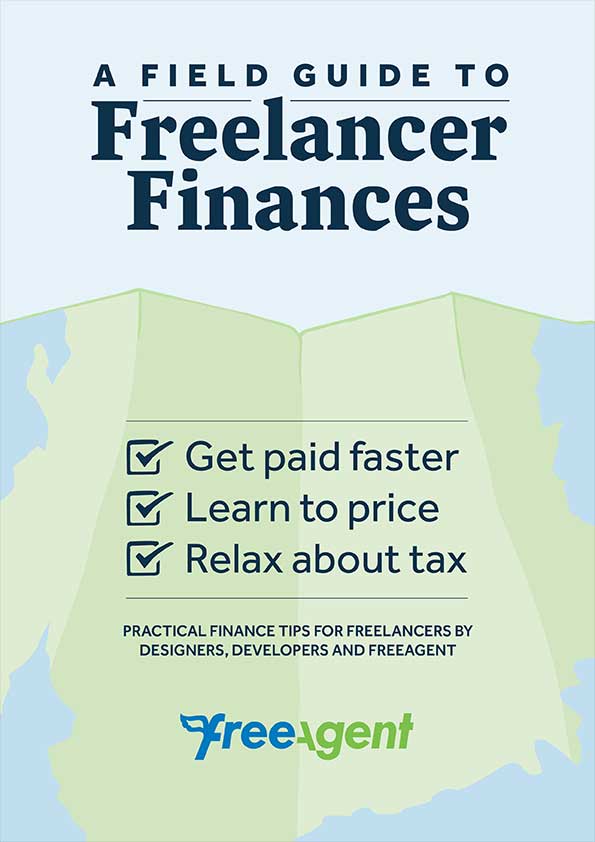 A FIELD GUIDE TO
Freelancer
Finances
Get paid faster
Learn to price
Relax about tax
PRACTICAL FINANCE TIPS FOR FREELANCERS BY
DESIGNERS, DEVELOPERS AND FREEAGENT
freeAgent